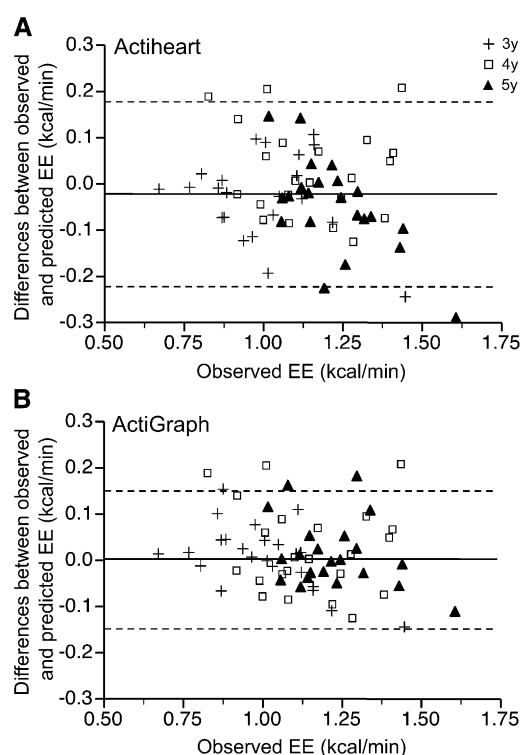 A
Actiheart
3y
4y
5y
Differences between observed
and predicted EE (kcal/min)
0.3
0.2
0.1
0.0
-0.1
-0.2
-0.3
0.50 0.75 1.00 1.25 1.50 1.75
Observed EE (kcal/min)
B
ActiGraph
Differences between observed
and predicted EE (kcal/min)
0.3
0.2
0.1
0.0
-0.1
-0.2
-0.3
0.50 0.75 1.00 1.25 1.50 1.75
Observed EE (kcal/min)